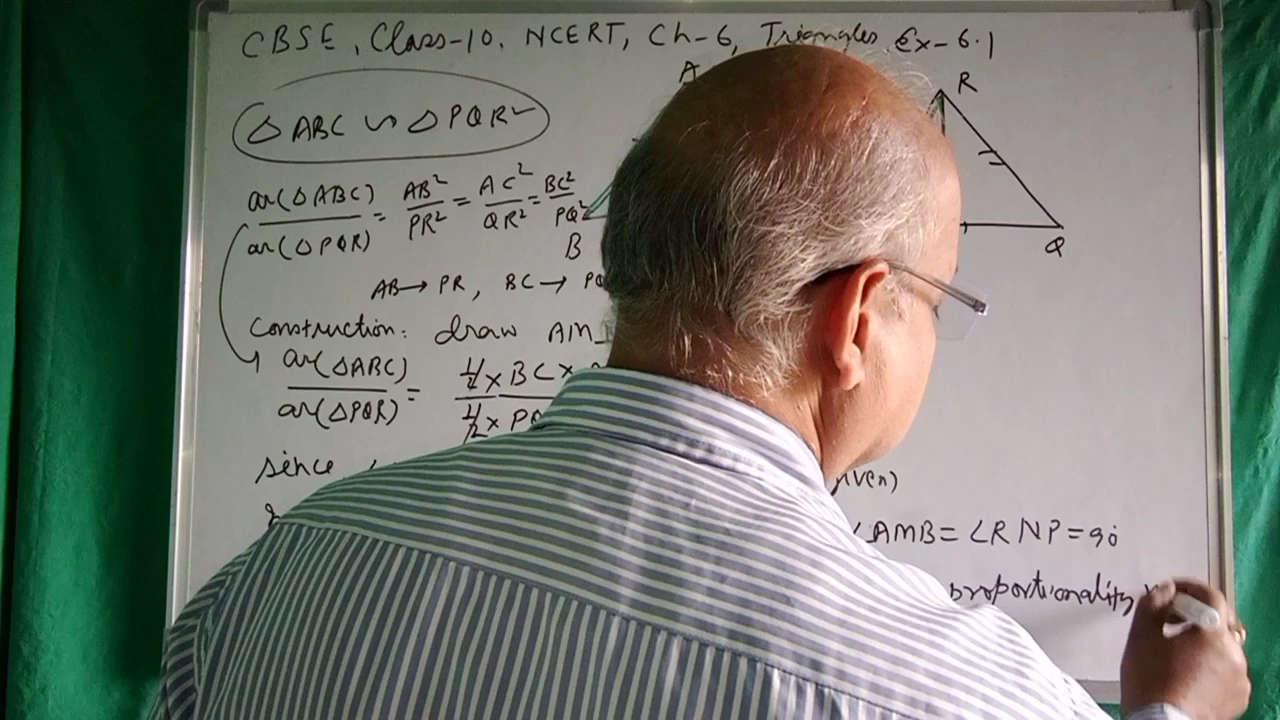 CBSE, Class-10, NCERT, Ch-6, Triangles, Ex-6.1
A
R
△ABC ∽ △PQR
ar(△ABC)/ar(△PQR) = AB²/PR² = AC²/QR² = BC²/PQ²
B
Q
AB→PR, BC→ PQ
Construction: draw AM
ar(△ABC)/ar(△PQR) = 1/2×BC×/1/2×PQ
since
∠AMB=∠RNP=90°
proportionality